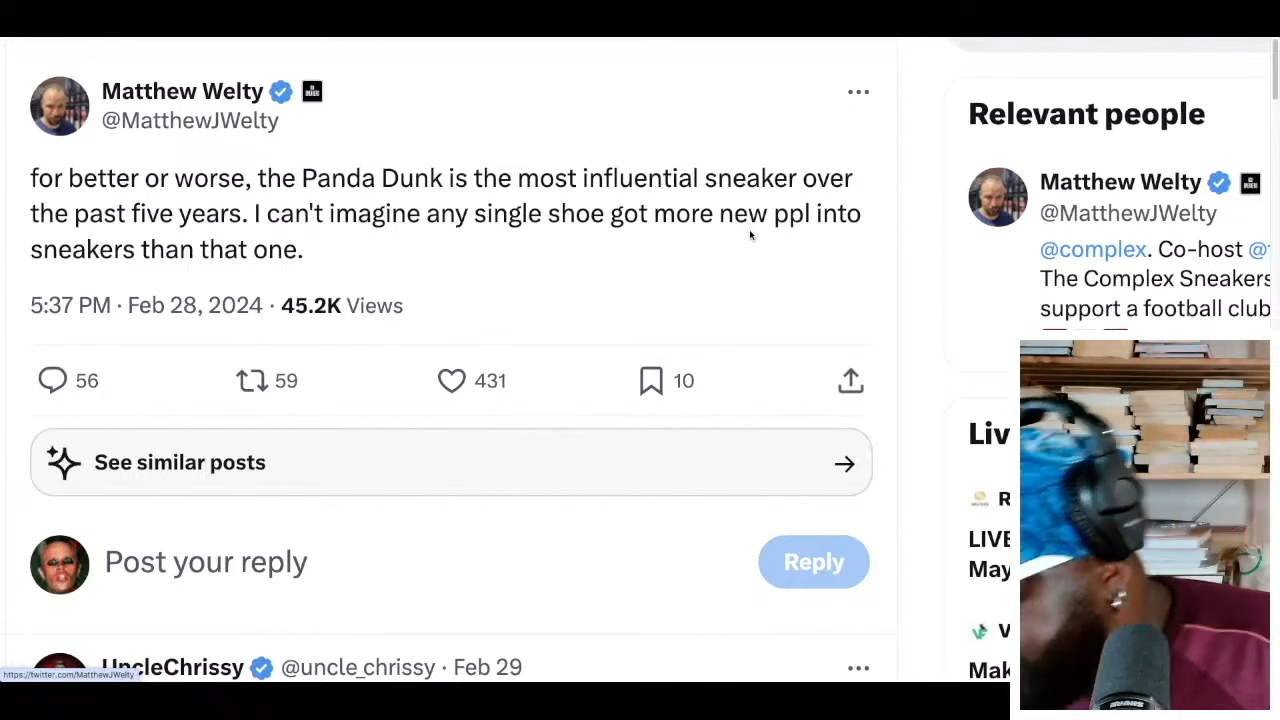 Matthew Welty
@MatthewJWelty
for better or worse, the Panda Dunk is the most influential sneaker over
the past five years. I can't imagine any single shoe got more new ppl into
sneakers than that one.
5:37 PM · Feb 28, 2024 · 45.2K Views
56 59 431 10
See similar posts
Post your reply
Reply
UncleChrissy @uncle_chrissy · Feb 29
https://twitter.com/MatthewJWelty
Relevant people
Matthew Welty
@MatthewJWelty
@complex. Co-host
The Complex Sneakers
support a football club
Liv
R
LIVE
May
V
Mak
SHURE